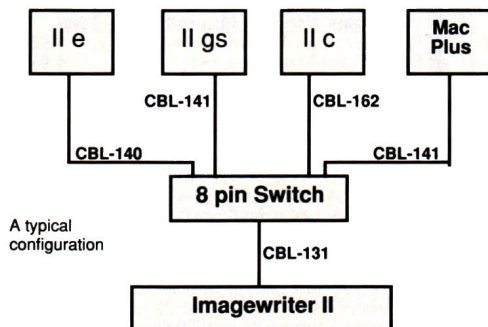 II e
II gs
II c
Mac
Plus
CBL-141
CBL-162
CBL-140
CBL-141
8 pin Switch
A typical
configuration
CBL-131
Imagewriter II